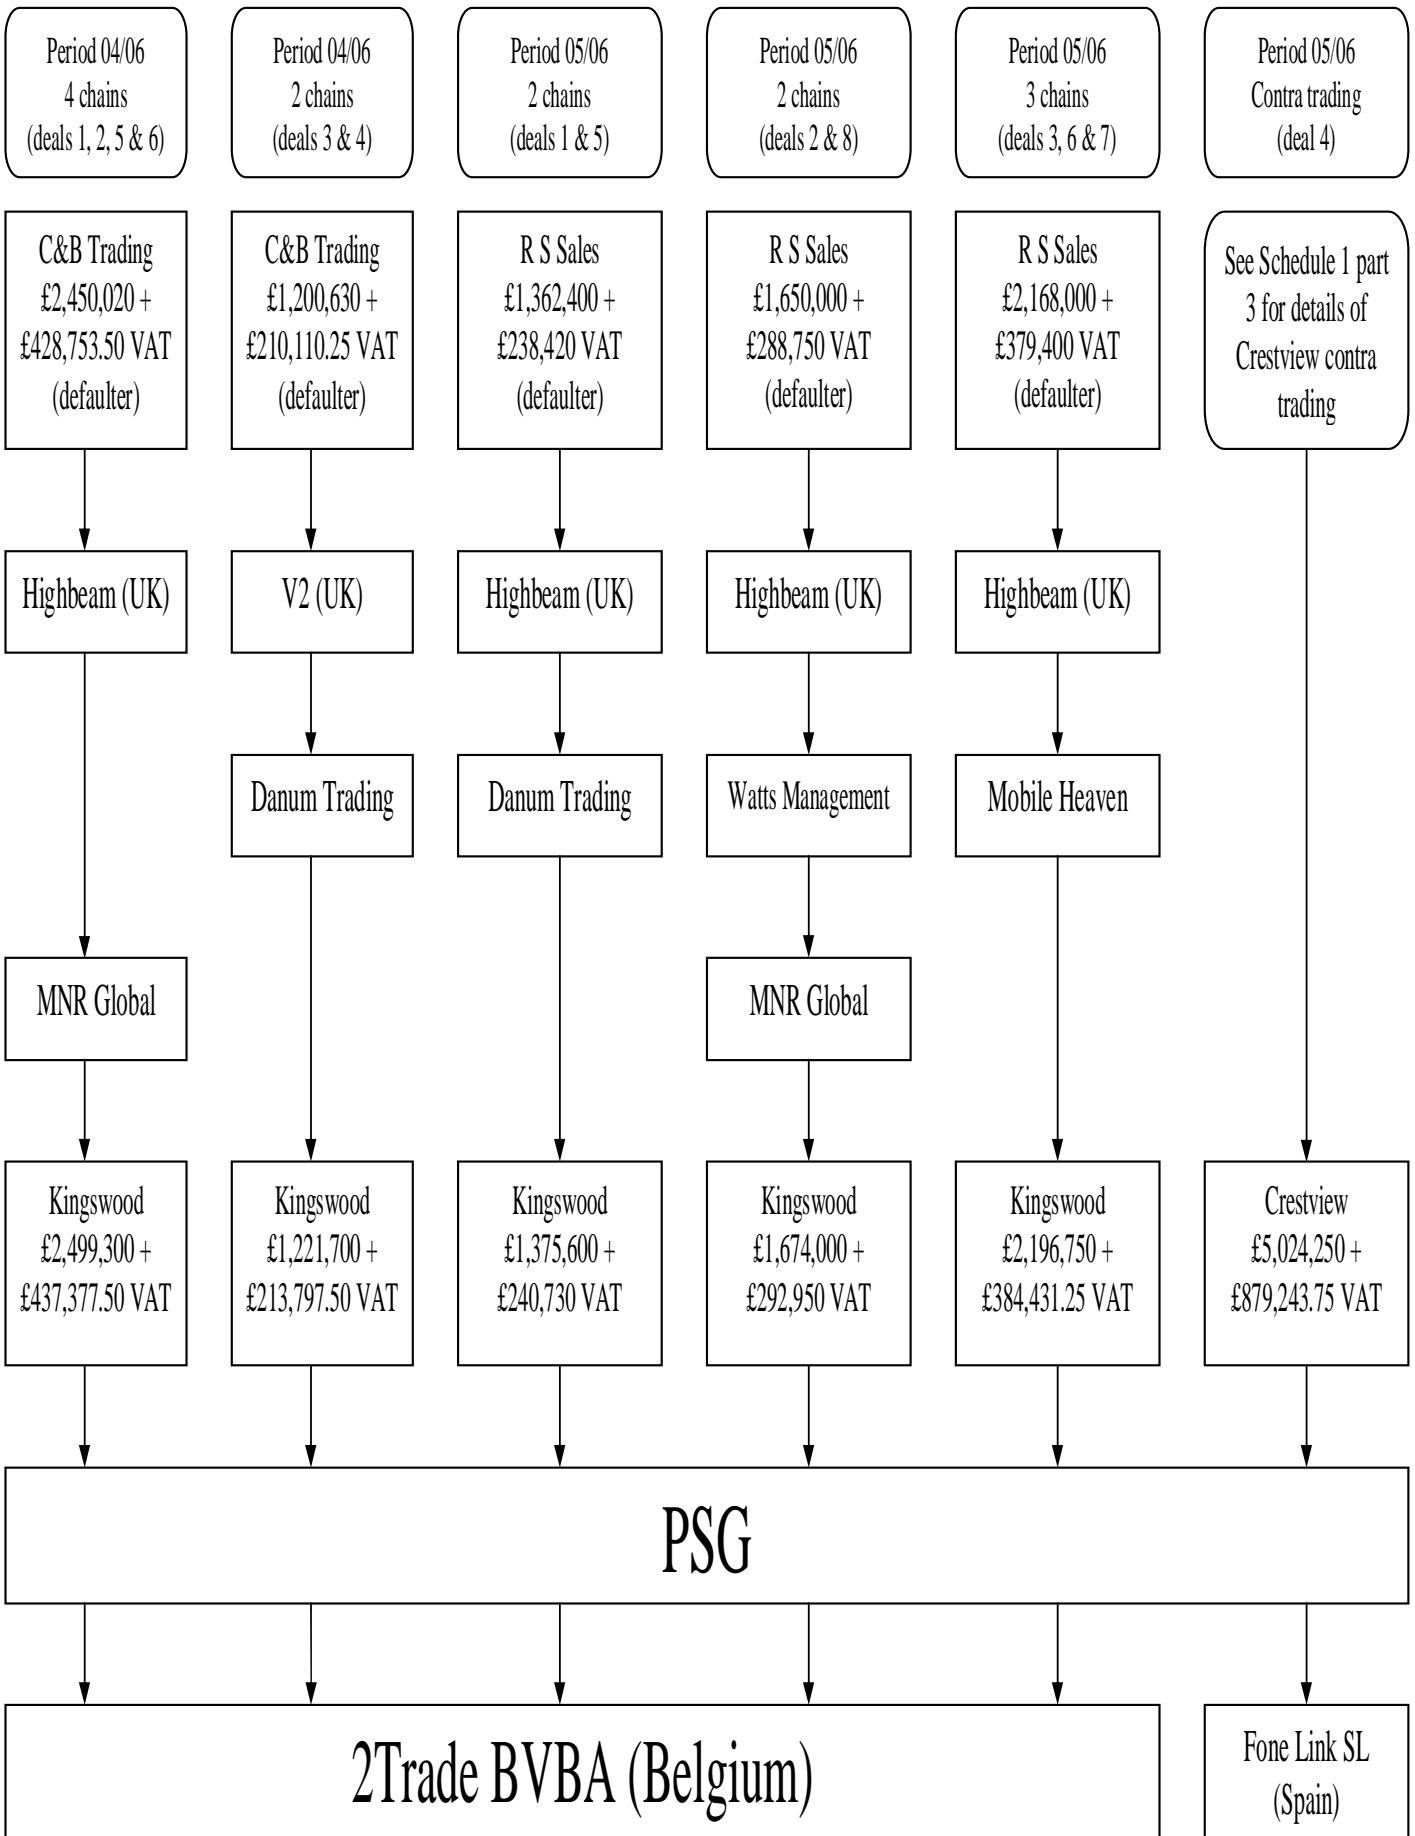 Period 04/06
4 chains
(deals 1, 2, 5 & 6)
Period 04/06
2 chains
(deals 3 & 4)
Period 05/06
2 chains
(deals 1 & 5)
Period 05/06
2 chains
(deals 2 & 8)
Period 05/06
3 chains
(deals 3, 6 & 7)
Period 05/06
Contra trading
(deal 4)
C&B Trading
£2,450,020 +
£428,753.50 VAT
(defaulter)
C&B Trading
£1,200,630 +
£210,110.25 VAT
(defaulter)
R S Sales
£1,362,400 +
£238,420 VAT
(defaulter)
R S Sales
£1,650,000 +
£288,750 VAT
(defaulter)
R S Sales
£2,168,000 +
£379,400 VAT
(defaulter)
See Schedule 1 part
3 for details of
Crestview contra
trading
Highbeam (UK)
V2 (UK)
Highbeam (UK)
Highbeam (UK)
Highbeam (UK)
Danum Trading
Danum Trading
Watts Management
Mobile Heaven
MNR Global
MNR Global
Kingswood
£2,499,300 +
£437,377.50 VAT
Kingswood
£1,221,700 +
£213,797.50 VAT
Kingswood
£1,375,600 +
£240,730 VAT
Kingswood
£1,674,000 +
£292,950 VAT
Kingswood
£2,196,750 +
£384,431.25 VAT
Crestview
£5,024,250 +
£879,243.75 VAT
PSG
2Trade BVBA (Belgium)
Fone Link SL
(Spain)